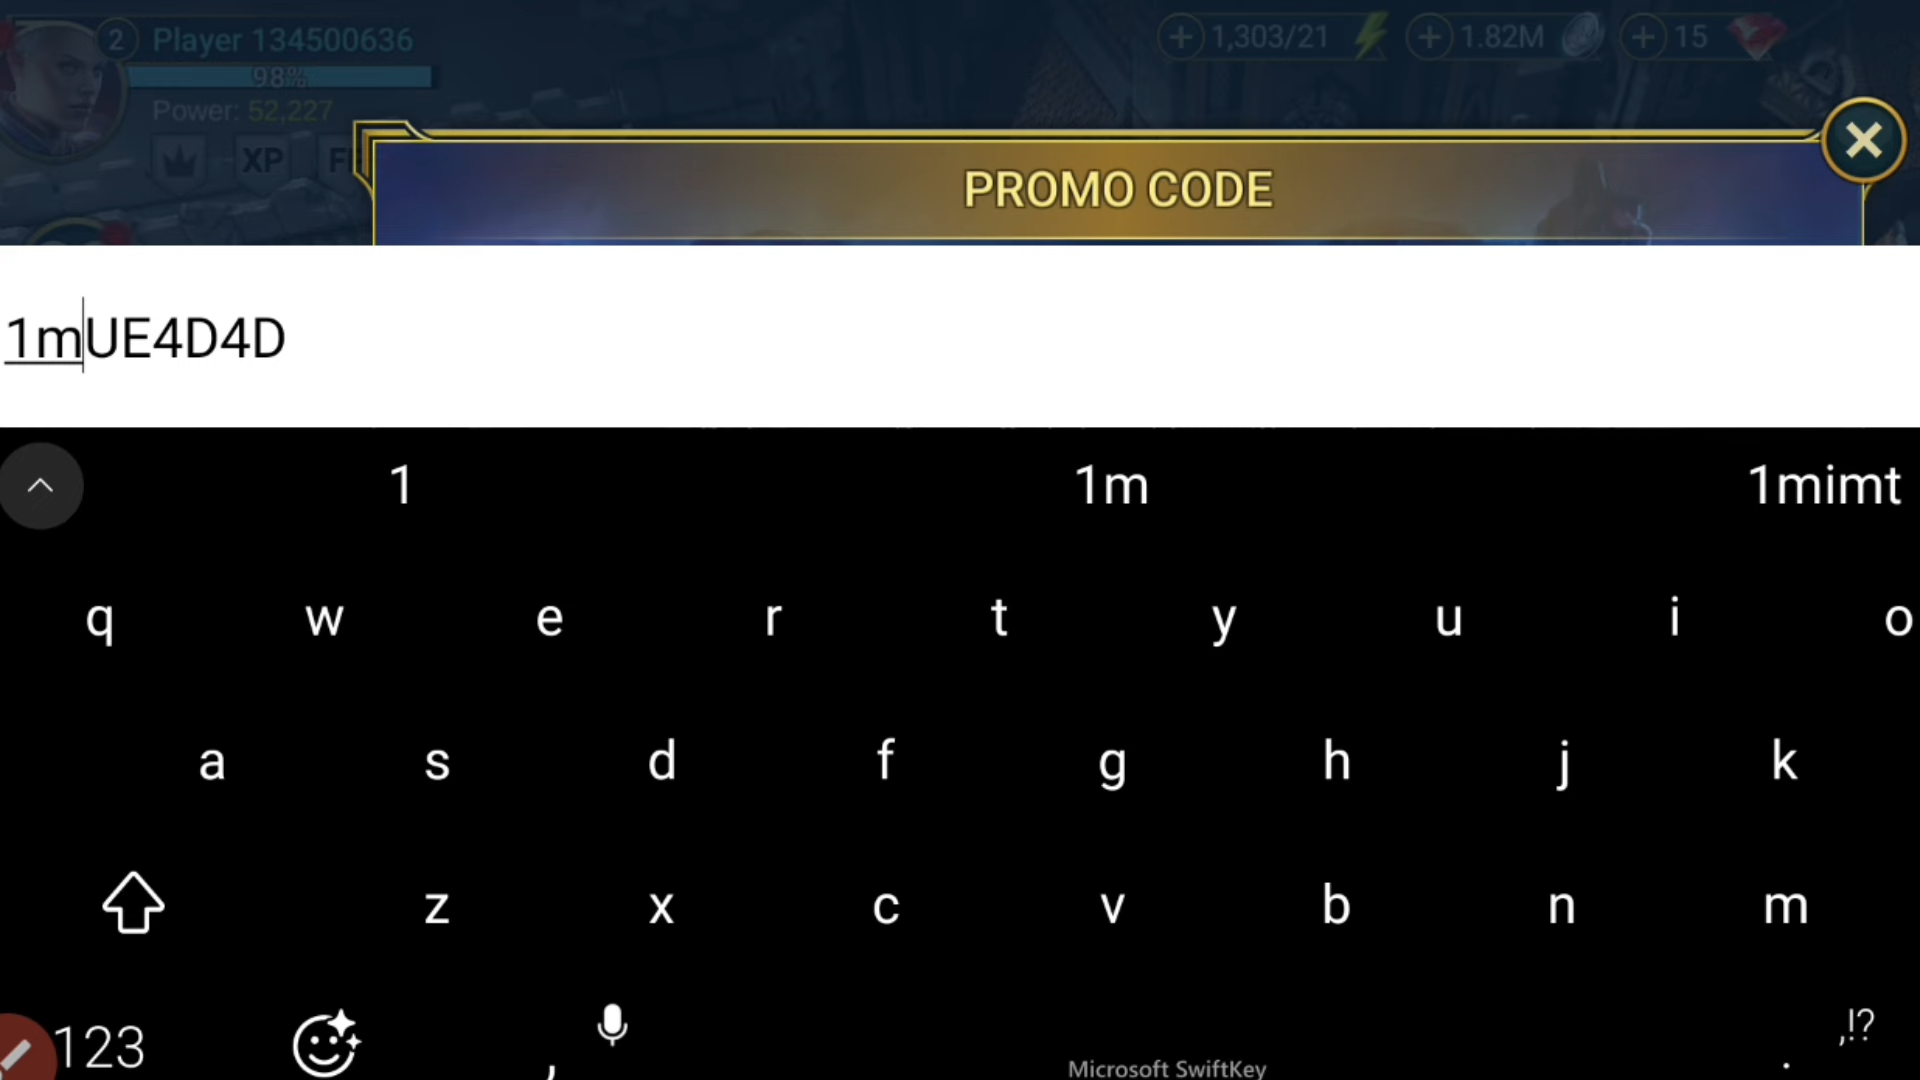 2 Player 134500636
1,303/21
1.82M
15
98%
Power: 52,227
XP
PROMO CODE
1mUE4D4D
1 1m 1mimt
q w e r t y u i o
a s d f g h j k
z x c v b n m
,!?
123 , .
Microsoft SwiftKey